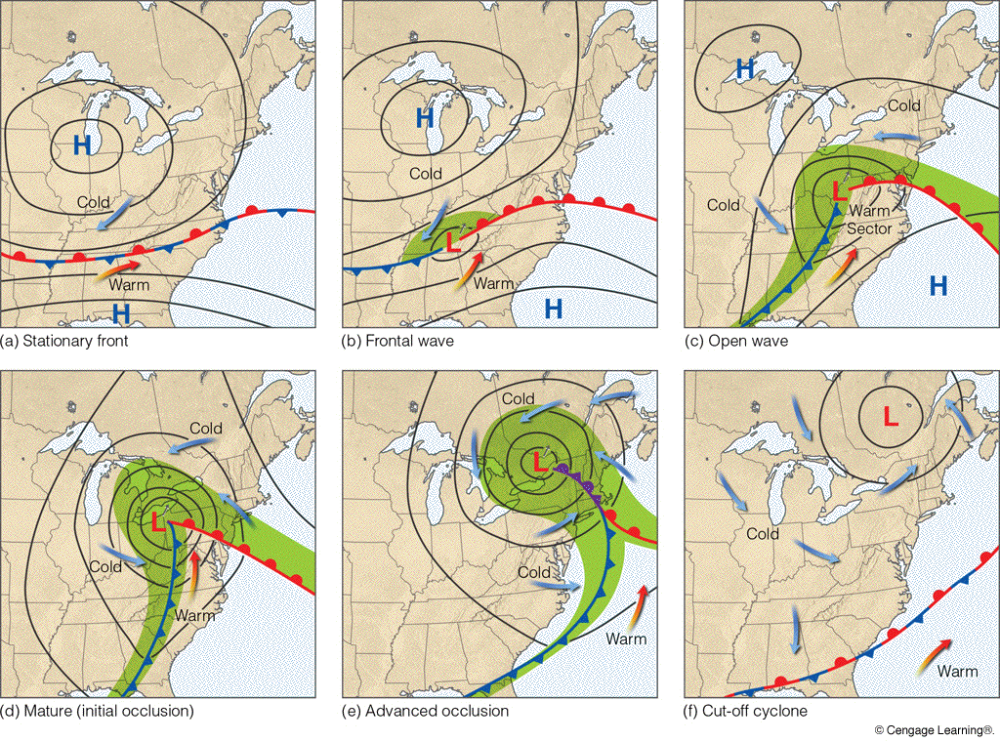 H
Cold
Warm
H
(a) Stationary front
H
Cold
L
Warm
H
(b) Frontal wave
H
Cold
Cold
L
Warm
Sector
H
(c) Open wave
Cold
L
Cold
Warm
(d) Mature (initial occlusion)
Cold
L
Cold
Warm
(e) Advanced occlusion
L
Cold
Warm
(f) Cut-off cyclone
© Cengage Learning®.